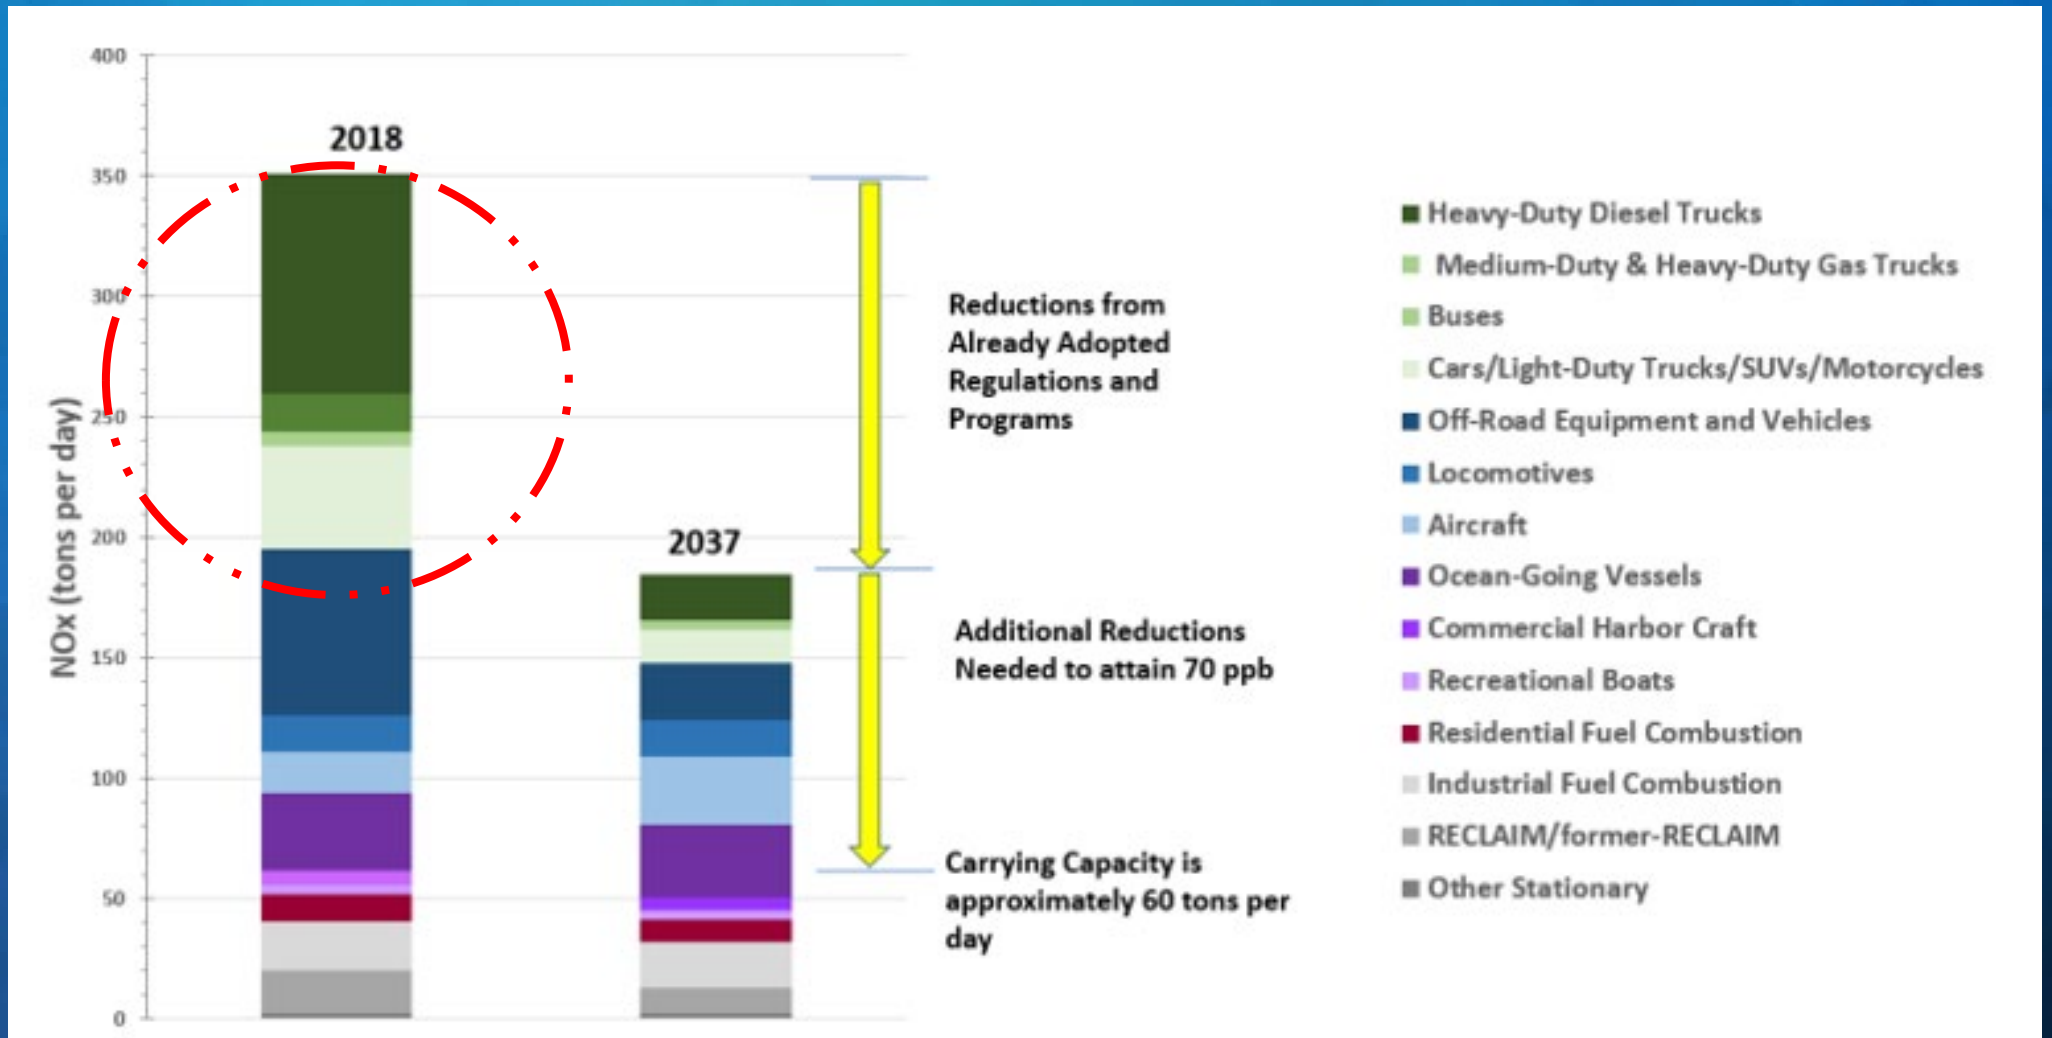 400
350
300
250
200
150
100
50
0
NOx (tons per day)
2018
2037
Reductions from
Already Adopted
Regulations and
Programs
Additional Reductions
Needed to attain 70 ppb
Carrying Capacity is
approximately 60 tons per
day
Heavy-Duty Diesel Trucks
Medium-Duty & Heavy-Duty Gas Trucks
Buses
Cars/Light-Duty Trucks/SUVs/Motorcycles
Off-Road Equipment and Vehicles
Locomotives
Aircraft
Ocean-Going Vessels
Commercial Harbor Craft
Recreational Boats
Residential Fuel Combustion
Industrial Fuel Combustion
RECLAIM/former-RECLAIM
Other Stationary